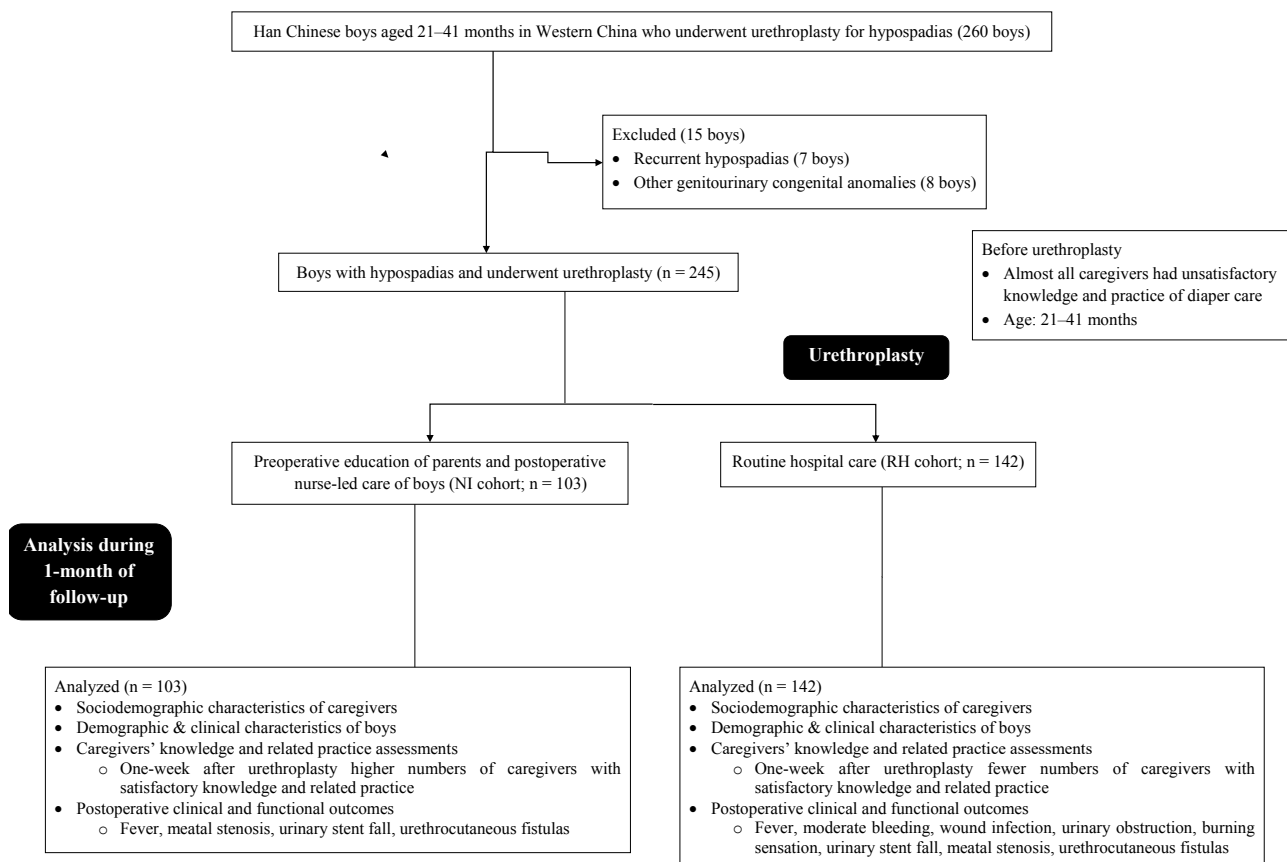 Han Chinese boys aged 21–41 months in Western China who underwent urethroplasty for hypospadias (260 boys)
Excluded (15 boys)
• Recurrent hypospadias (7 boys)
• Other genitourinary congenital anomalies (8 boys)
Boys with hypospadias and underwent urethroplasty (n = 245)
Before urethroplasty
• Almost all caregivers had unsatisfactory
knowledge and practice of diaper care
• Age: 21–41 months
Urethroplasty
Preoperative education of parents and postoperative
nurse-led care of boys (NI cohort; n = 103)
Routine hospital care (RH cohort; n = 142)
Analysis during
1-month of
follow-up
Analyzed (n = 103)
• Sociodemographic characteristics of caregivers
• Demographic & clinical characteristics of boys
• Caregivers’ knowledge and related practice assessments
o One-week after urethroplasty higher numbers of caregivers with
satisfactory knowledge and related practice
• Postoperative clinical and functional outcomes
o Fever, meatal stenosis, urinary stent fall, urethrocutaneous fistulas
Analyzed (n = 142)
• Sociodemographic characteristics of caregivers
• Demographic & clinical characteristics of boys
• Caregivers’ knowledge and related practice assessments
o One-week after urethroplasty fewer numbers of caregivers with
satisfactory knowledge and related practice
• Postoperative clinical and functional outcomes
o Fever, moderate bleeding, wound infection, urinary obstruction, burning
sensation, urinary stent fall, meatal stenosis, urethrocutaneous fistulas